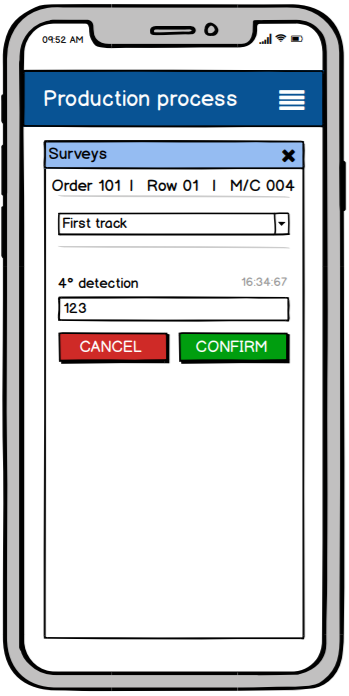 09:52 AM
Production process
Surveys
Order 101 | Row 01 | M/C 004
First track
4° detection 16:34:67
123
CANCEL CONFIRM